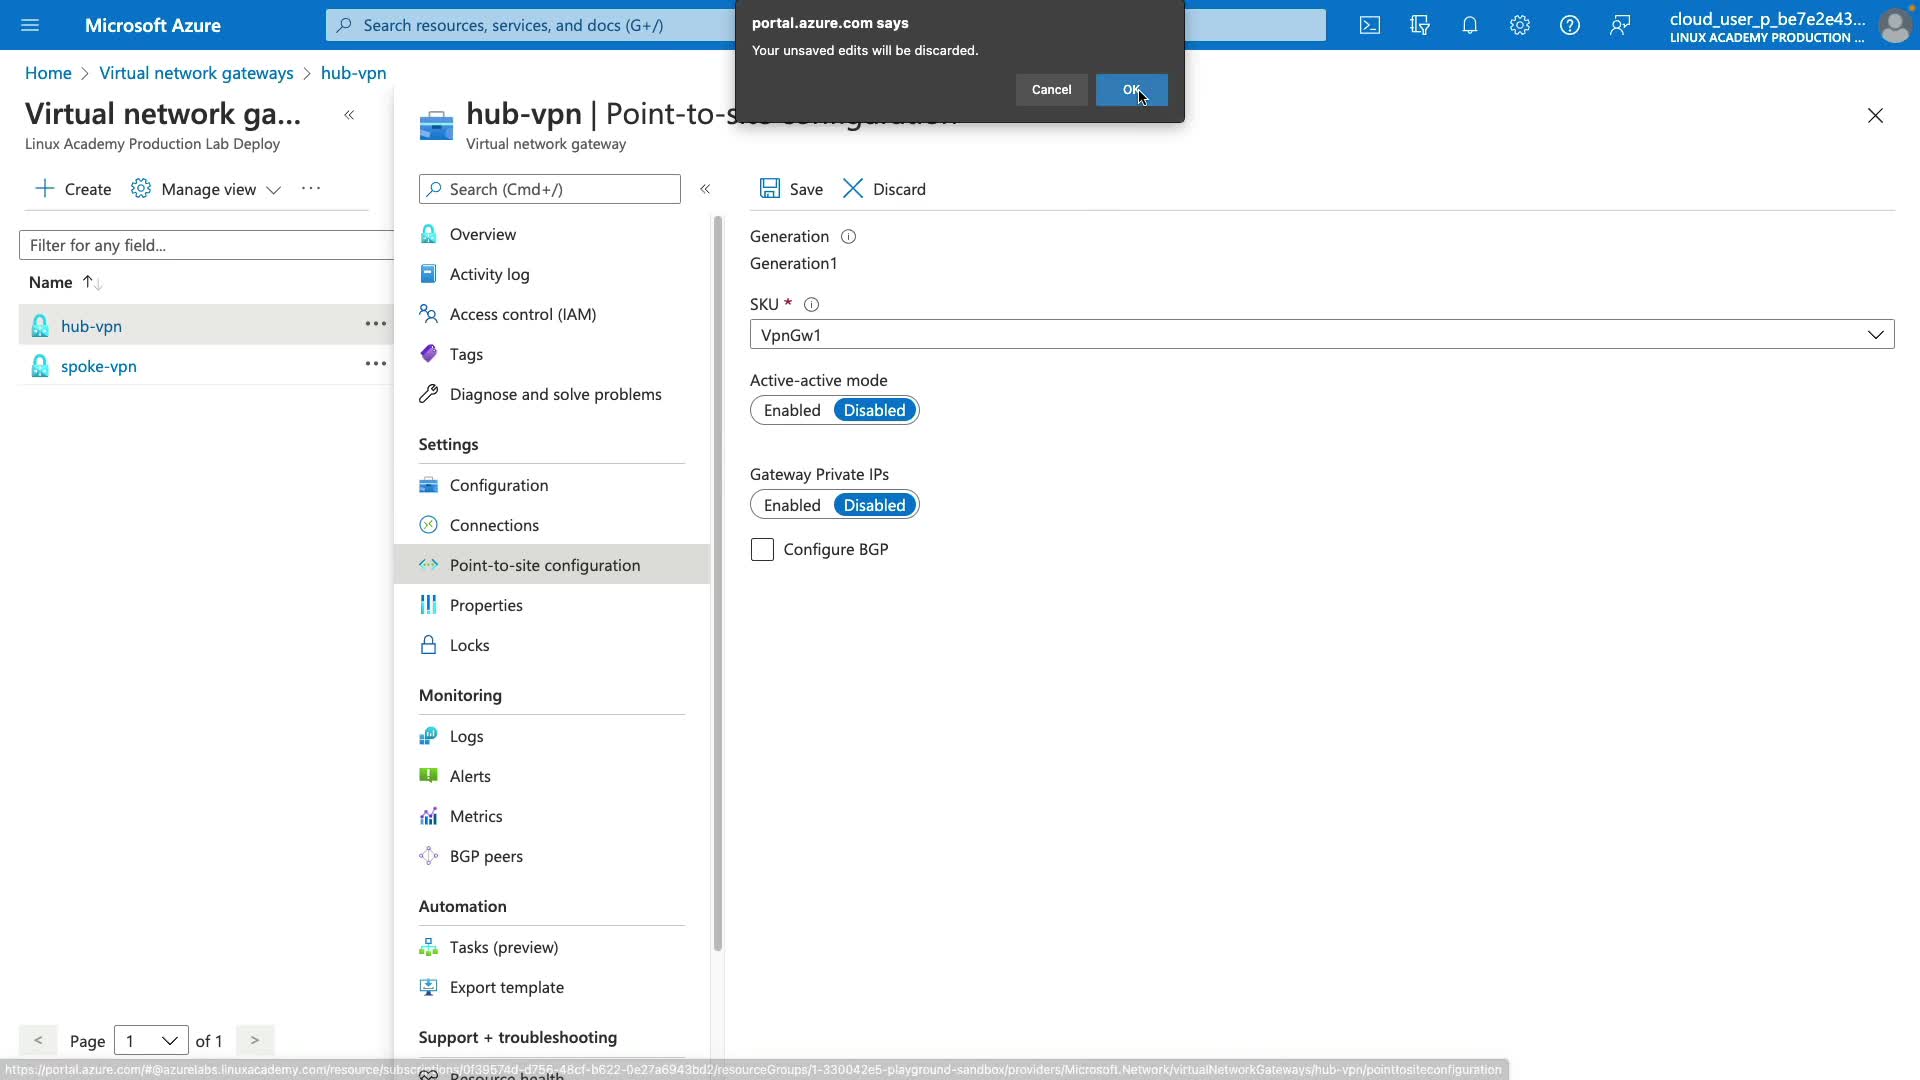 Microsoft Azure
Search resources, services, and docs (G+/)
portal.azure.com says
Your unsaved edits will be discarded.
Cancel
OK
cloud_user_p_be7e2e43...
LINUX ACADEMY PRODUCTION ...
Home > Virtual network gateways > hub-vpn
Virtual network ga...
Linux Academy Production Lab Deploy
hub-vpn | Point-to-site configuration
Virtual network gateway
Create
Manage view
Search (Cmd+/)
Save
Discard
Filter for any field...
Name
hub-vpn
spoke-vpn
Overview
Activity log
Access control (IAM)
Tags
Diagnose and solve problems
Settings
Configuration
Connections
Point-to-site configuration
Properties
Locks
Monitoring
Logs
Alerts
Metrics
BGP peers
Automation
Tasks (preview)
Export template
Support + troubleshooting
Resource health
Generation
Generation1
SKU *
VpnGw1
Active-active mode
Enabled Disabled
Gateway Private IPs
Enabled Disabled
Configure BGP
< Page 1 of 1 >
https://portal.azure.com/#@azurelabs.linuxacademy.com/resource/subscriptions/0f39574d-d756-48cf-b622-0e27a6943bd2/resourceGroups/1-330042e5-playground-sandbox/providers/Microsoft.Network/virtualNetworkGateways/hub-vpn/pointtositeconfiguration